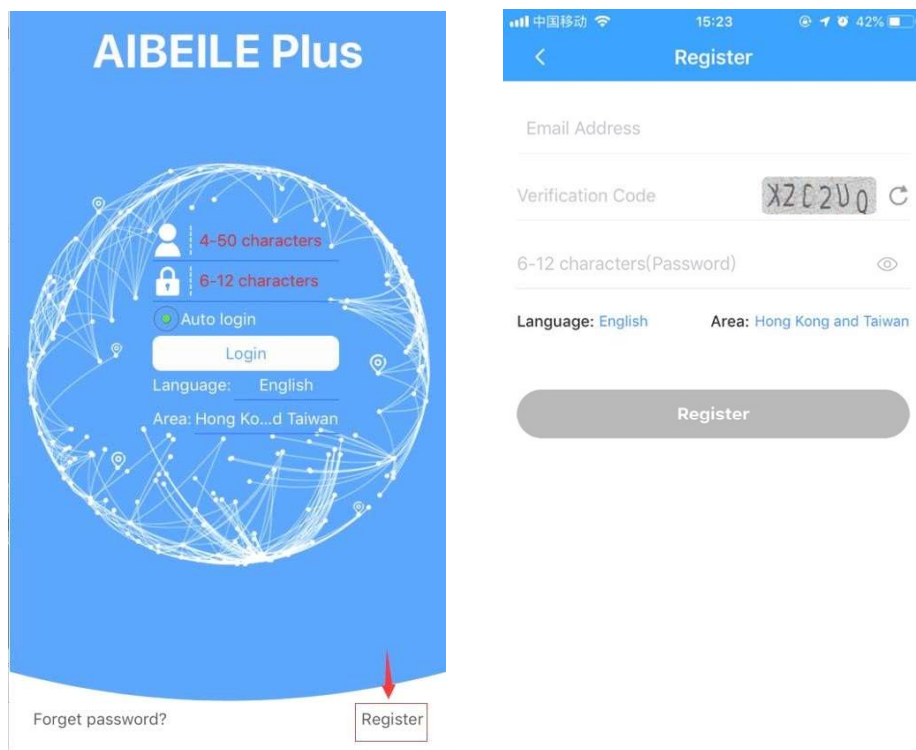 AIBEILE Plus
4-50 characters
6-12 characters
Auto login
Login
Language: English
Area: Hong Ko...d Taiwan
Forget password?
Register
中国移动 15:23 42%
Register
Email Address
Verification Code XZC2UQ
6-12 characters(Password)
Language: English Area: Hong Kong and Taiwan
Register